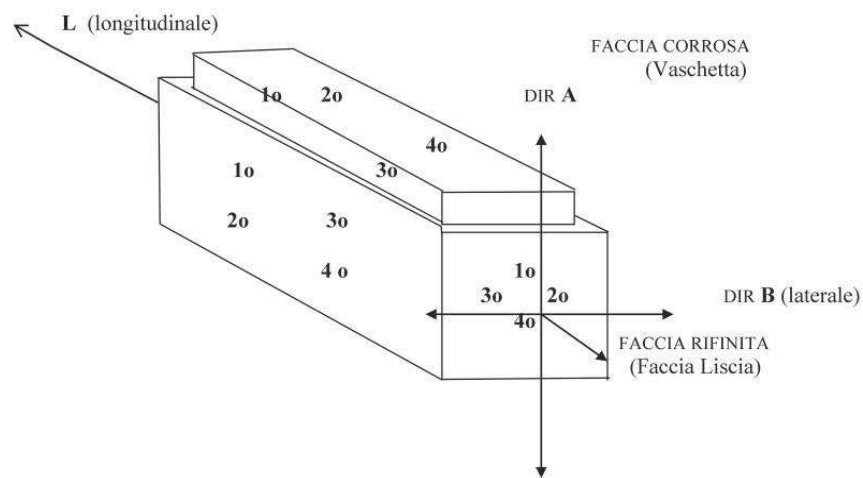 L (longitudinale)
FACCIA CORROSA
(Vaschetta)
DIR A
1o 2o
4o
3o
1o
2o 3o
4 o
1o
3o 2o
4o
DIR B (laterale)
FACCIA RIFINITA
(Faccia Liscia)